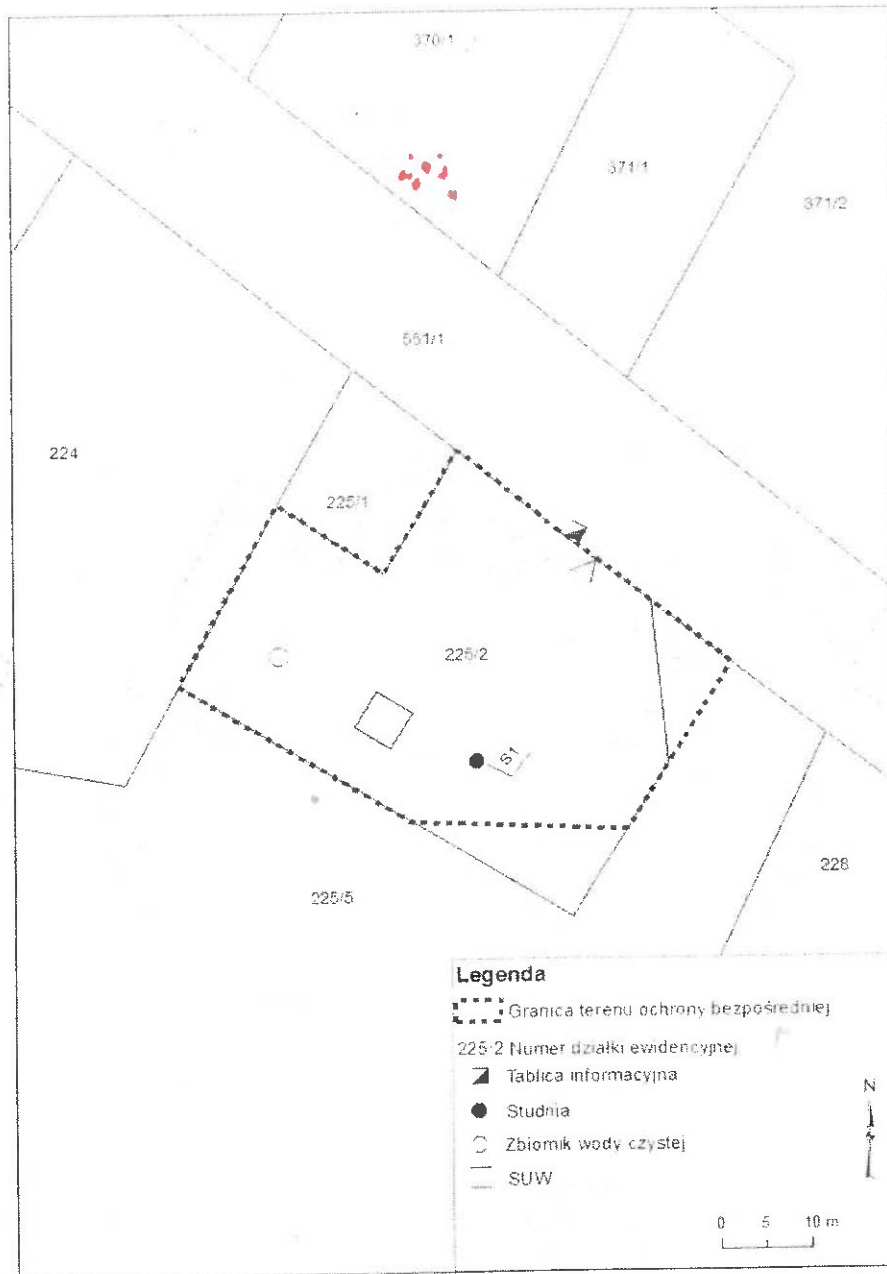 370/1
371/1
371/2
551/1
224
225/1
225/2
S1
228
225/5
Legenda
Granica terenu ochrony bezpośredniej
225/2 Numer działki ewidencyjnej
Tablica informacyjna
Studnia
Zbiornik wody czystej
SUW
N
0 5 10 m